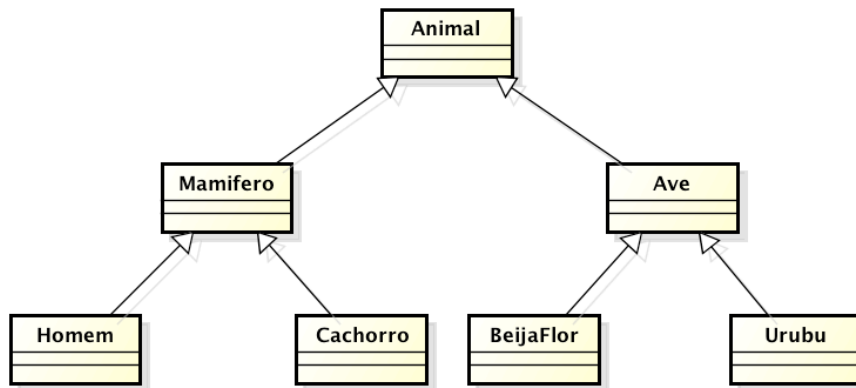 Animal
Mamifero
Ave
Homem
Cachorro
BeijaFlor
Urubu